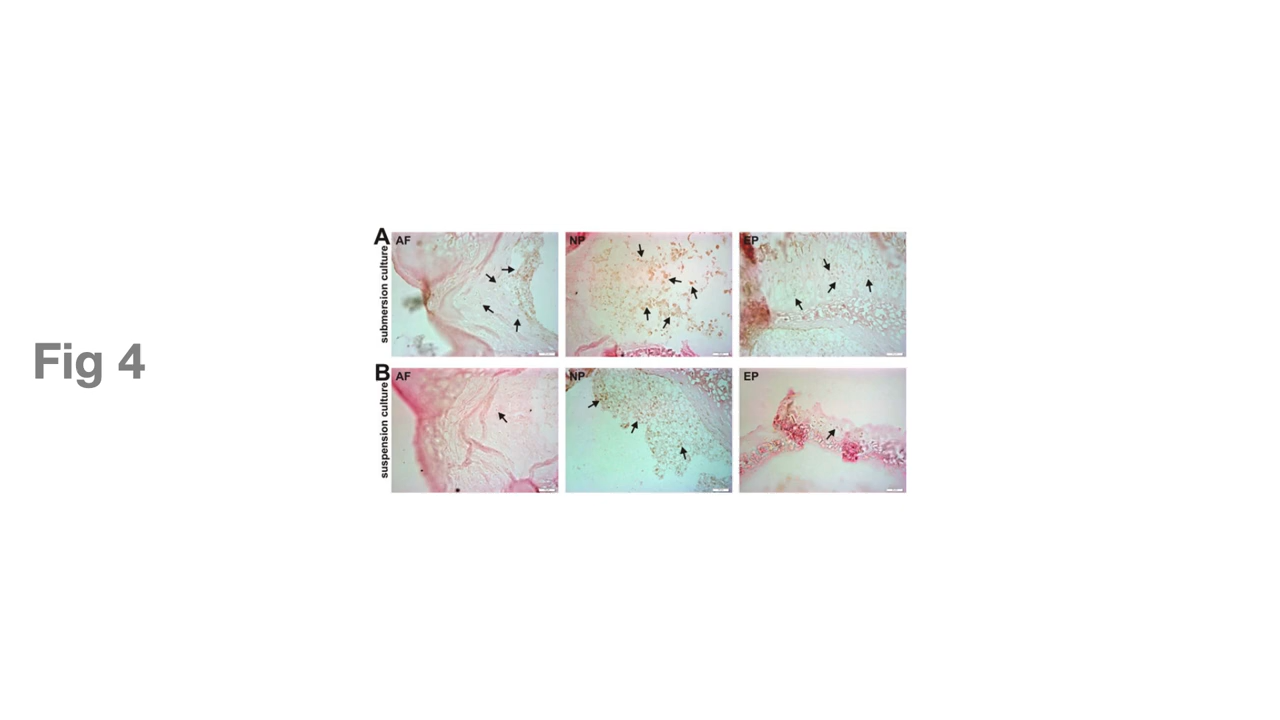 Fig 4
A
submersion culture
AF
NP
EP
B
suspension culture
AF
NP
EP